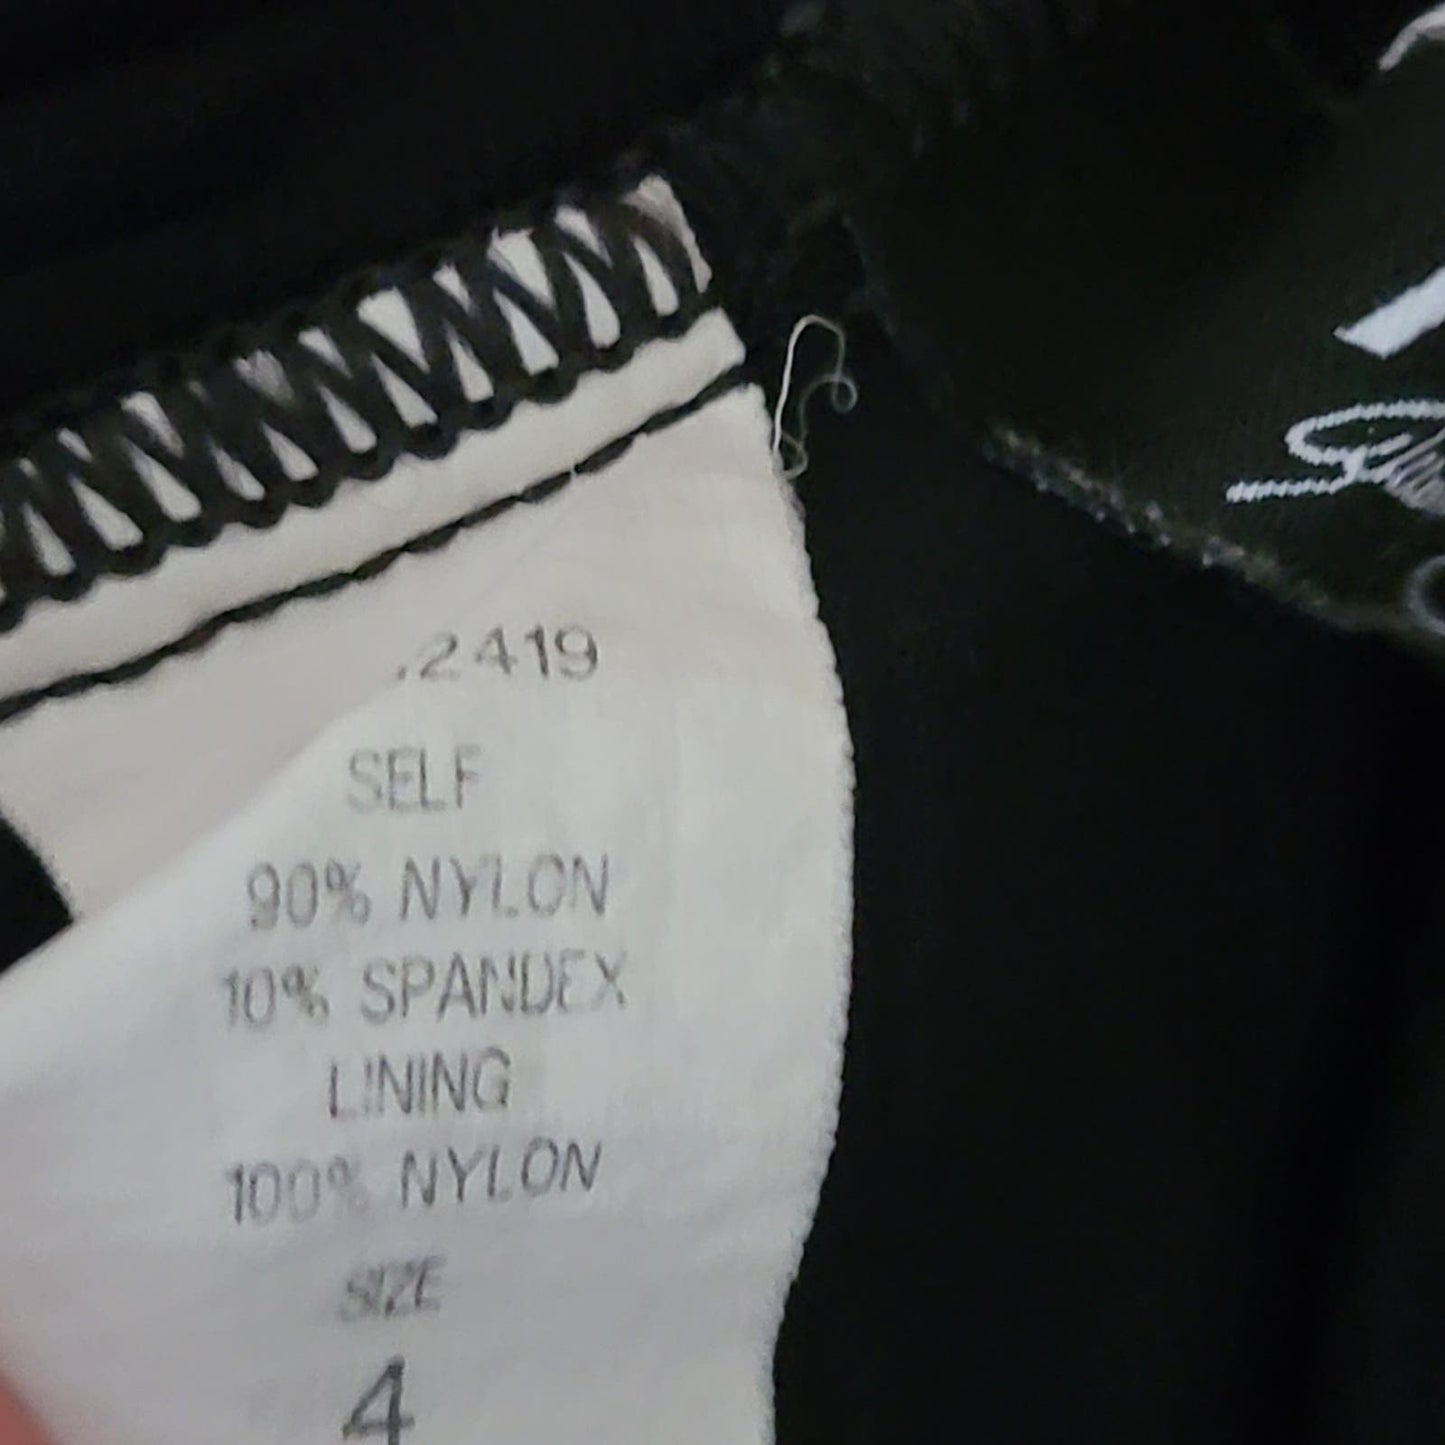 .2419
SELF
90% NYLON
10% SPANDEX
LINING
100% NYLON
SIZE
4